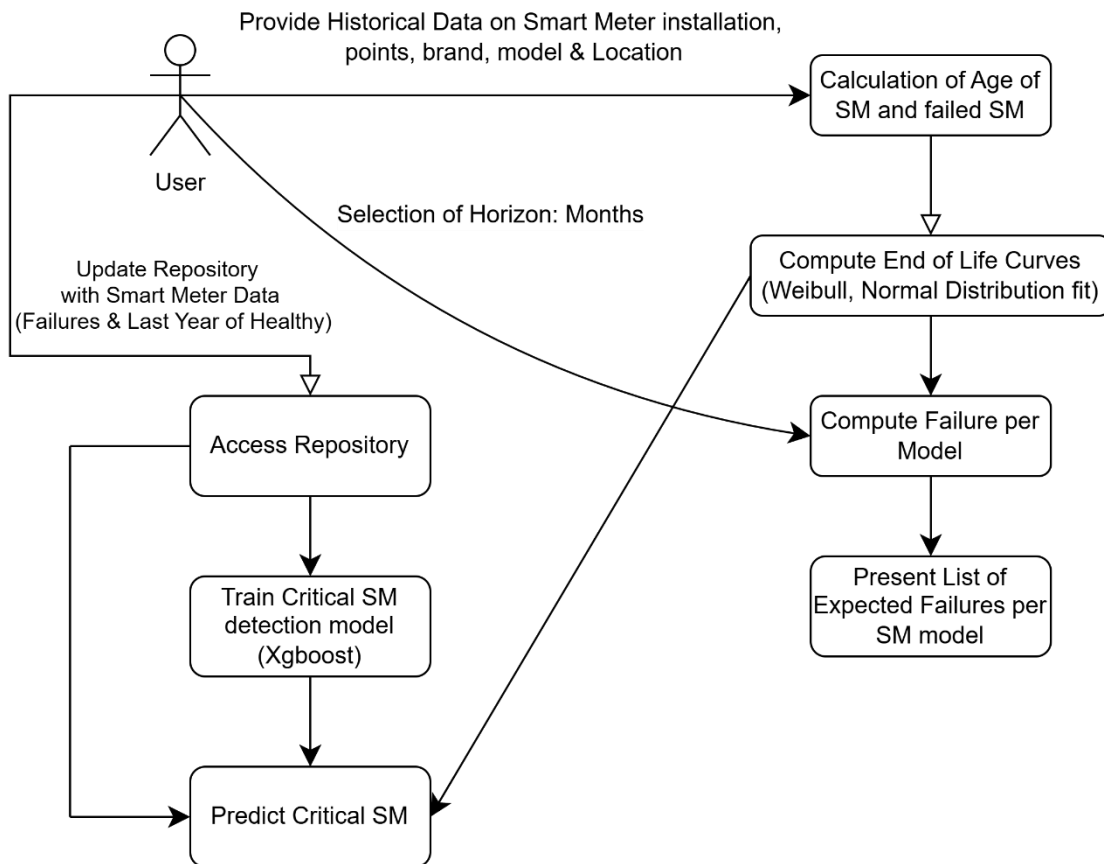 Provide Historical Data on Smart Meter installation,
points, brand, model & Location
Calculation of Age of
SM and failed SM
User
Selection of Horizon: Months
Compute End of Life Curves
(Weibull, Normal Distribution fit)
Update Repository
with Smart Meter Data
(Failures & Last Year of Healthy)
Access Repository
Compute Failure per
Model
Train Critical SM
detection model
(Xgboost)
Present List of
Expected Failures per
SM model
Predict Critical SM